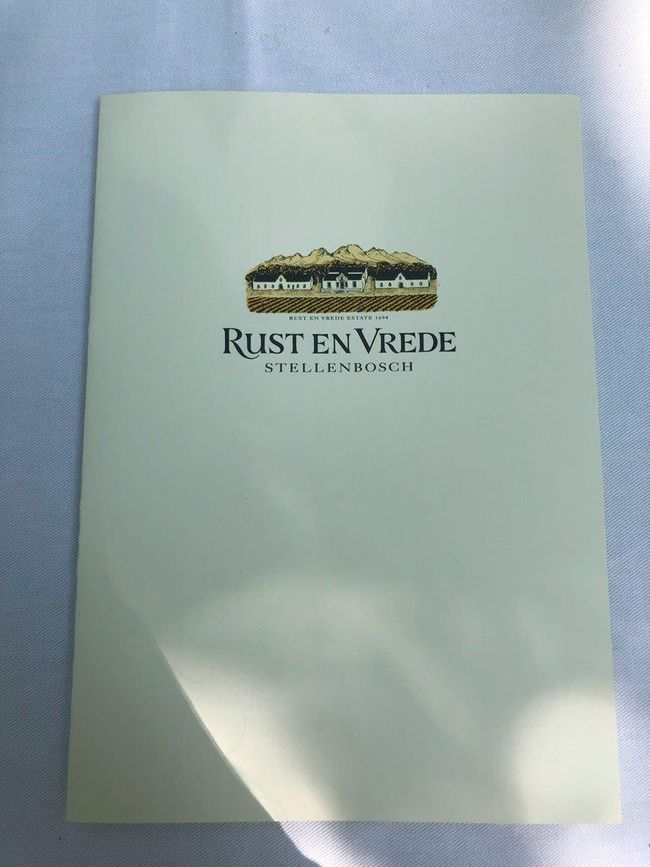 RUST EN VREDE ESTATE 1694
RUST EN VREDE
STELLENBOSCH